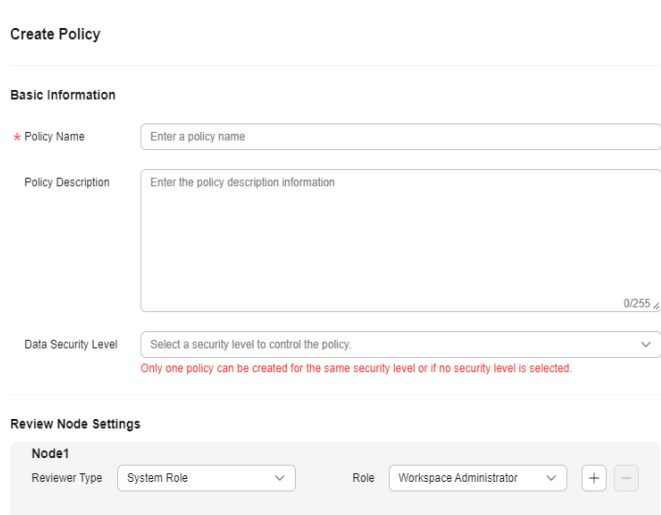 Create Policy
Basic Information
* Policy Name Enter a policy name
Policy Description Enter the policy description information
0/255
Data Security Level Select a security level to control the policy.
Only one policy can be created for the same security level or if no security level is selected.
Review Node Settings
Node1
Reviewer Type System Role Role Workspace Administrator + −